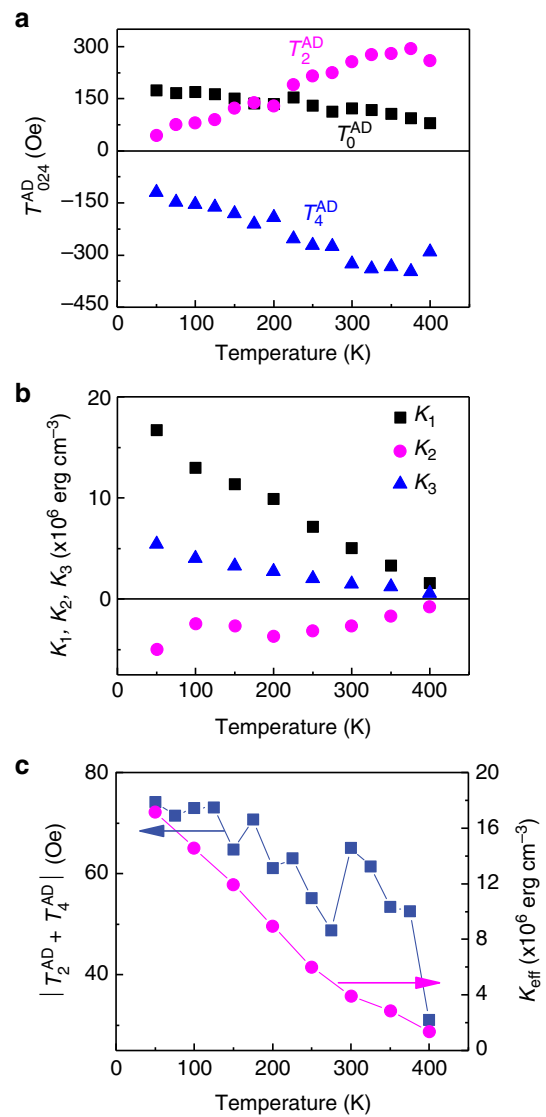 a
300
150
0
−150
−300
−450
T₂ᴬᴰ
T₀ᴬᴰ
T₄ᴬᴰ
Tᴬᴰ₀₂₄ (Oe)
0 100 200 300 400
Temperature (K)
b
20
10
0
K₁
K₂
K₃
K₁, K₂, K₃ (x10⁶ erg cm⁻³)
0 100 200 300 400
Temperature (K)
c
80
60
40
20
16
12
8
4
0
| T₂ᴬᴰ + T₄ᴬᴰ | (Oe)
K_eff (x10⁶ erg cm⁻³)
0 100 200 300 400
Temperature (K)